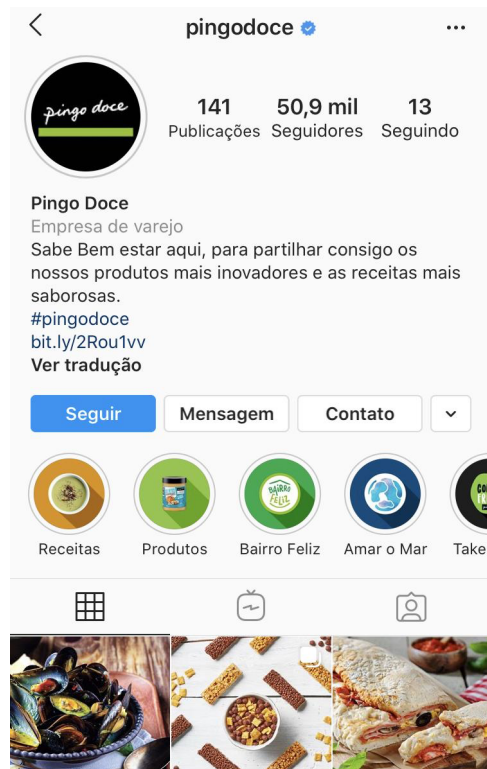 pingodoce
pingo doce
141 50,9 mil 13
Publicações Seguidores Seguindo
Pingo Doce
Empresa de varejo
Sabe Bem estar aqui, para partilhar consigo os
nossos produtos mais inovadores e as receitas mais
saborosas.
#pingodoce
bit.ly/2Rou1vv
Ver tradução
Seguir Mensagem Contato
BAIRRO
FELIZ
Receitas Produtos Bairro Feliz Amar o Mar Take